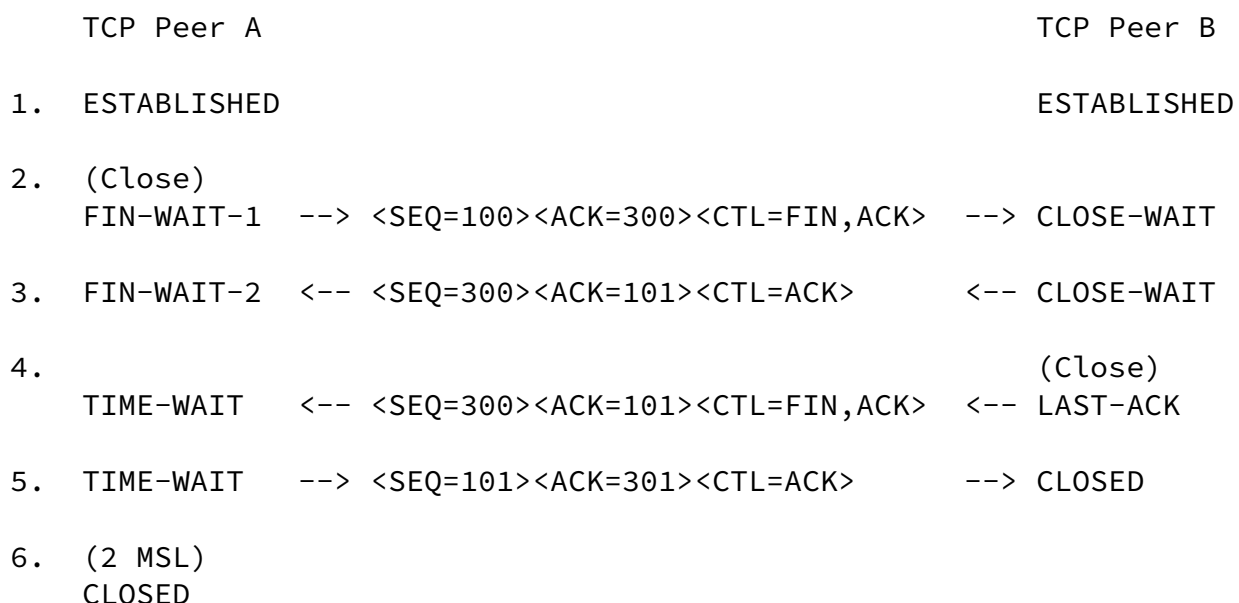 TCP Peer A                                                TCP Peer B
1.  ESTABLISHED                                           ESTABLISHED
2.  (Close)
    FIN-WAIT-1  --> <SEQ=100><ACK=300><CTL=FIN,ACK>  --> CLOSE-WAIT
3.  FIN-WAIT-2  <-- <SEQ=300><ACK=101><CTL=ACK>      <-- CLOSE-WAIT
4.                                                       (Close)
    TIME-WAIT   <-- <SEQ=300><ACK=101><CTL=FIN,ACK>  <-- LAST-ACK
5.  TIME-WAIT   --> <SEQ=101><ACK=301><CTL=ACK>      --> CLOSED
6.  (2 MSL)
    CLOSED